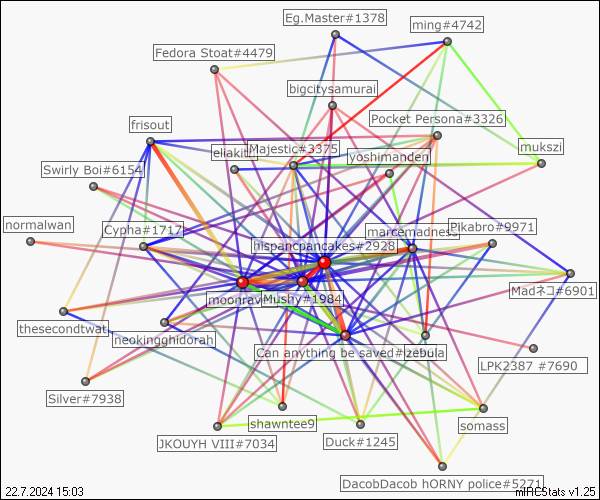 Eg.Master#1378
ming#4742
Fedora Stoat#4479
bigcitysamurai
Pocket Persona#3326
frisout
Majestic#3375
yoshimanden
mukszi
Swirly Boi#6154
normalwan
Cypha#1717
marcemadness
Pikabro#9971
hispancpancakes#2928
Madネコ#6901
Mushy#1984
thesecondtwat
neokingghidorah
Can anything be saved#
zebula
LPK2387 #7690
Silver#7938
shawntee9
somass
JKOUYH VIII#7034
Duck#1245
DacobDacob hORNY police#5271
22.7.2024 15:03
mIRCStats v1.25